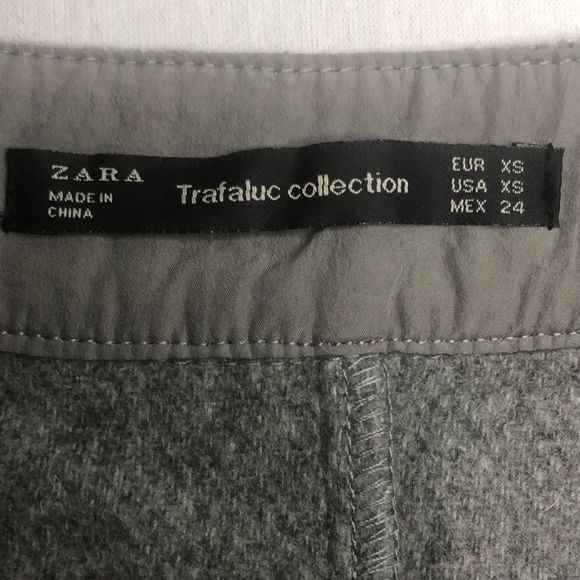 ZARA
MADE IN
CHINA
Trafaluc collection
EUR XS
USA XS
MEX 24